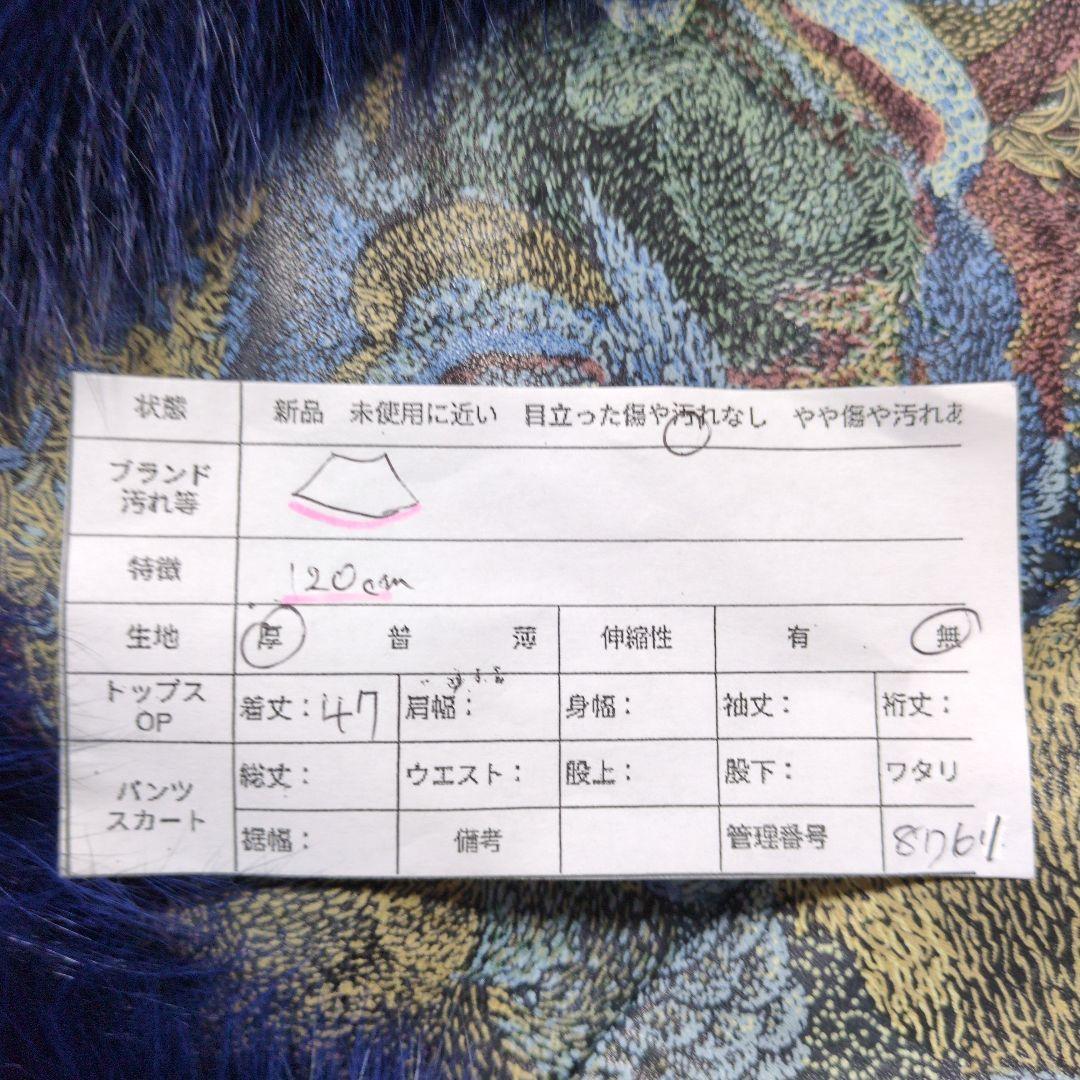 状態 新品 未使用に近い 目立った傷や汚れなし やや傷や汚れあ
ブランド
汚れ等
特徴 120cm
生地 厚 普 薄 伸縮性 有 無
トップス
OP
着丈: 47 肩幅: 身幅: 袖丈: 裄丈:
パンツ
スカート
総丈: ウエスト: 股上: 股下: ワタリ
裾幅: 備考 管理番号